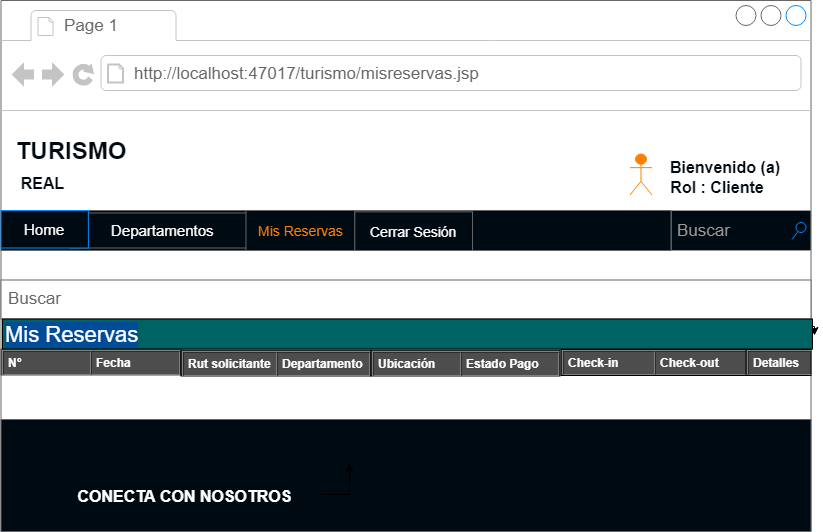 Page 1
http://localhost:47017/turismo/misreservas.jsp
TURISMO
REAL
Bienvenido (a)
Rol : Cliente
Home Departamentos Mis Reservas Cerrar Sesión Buscar
Buscar
Mis Reservas
N° Fecha Rut solicitante Departamento Ubicación Estado Pago Check-in Check-out Detalles
CONECTA CON NOSOTROS